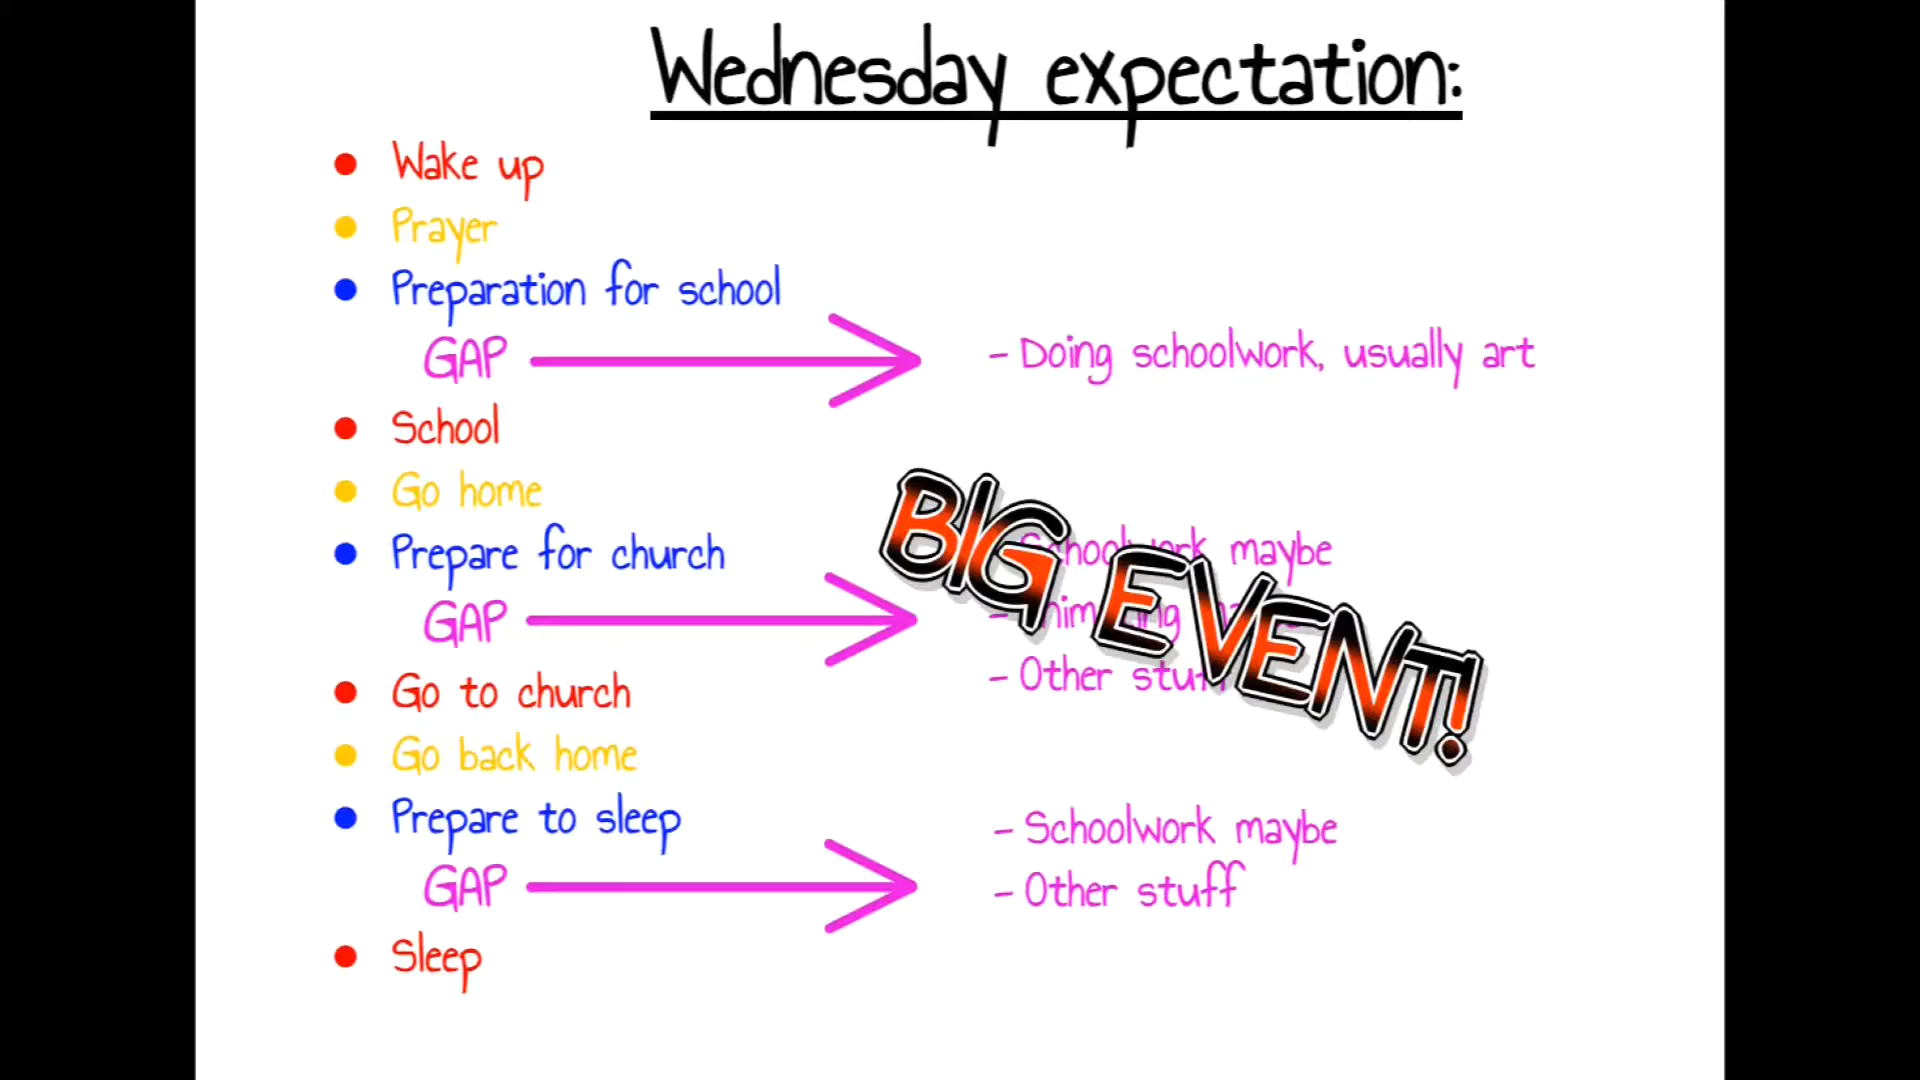 Wednesday expectation:
Wake up
Prayer
Preparation for school
GAP
- Doing schoolwork, usually art
School
Go home
Prepare for church
GAP
maybe
- Other stuff
BIG EVENT!
Go to church
Go back home
Prepare to sleep
GAP
- Schoolwork maybe
- Other stuff
Sleep